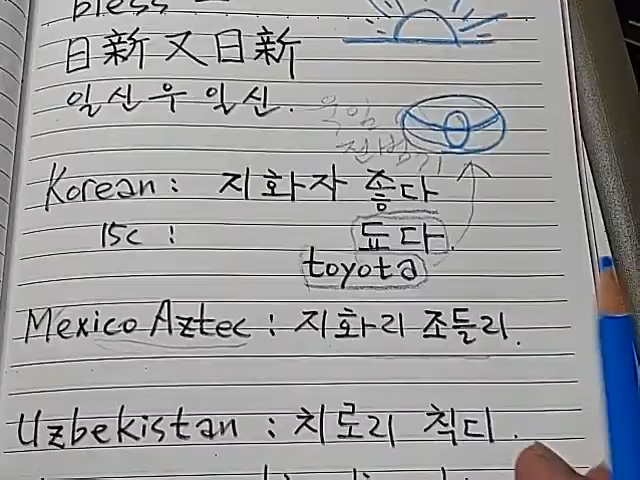 bless
日新又日新
일신우일신.
Korean : 지화자 좋다
15c : 됴다.
toyota
Mexico Aztec : 지화리 조들리.
Uzbekistan : 치로리 칙디.